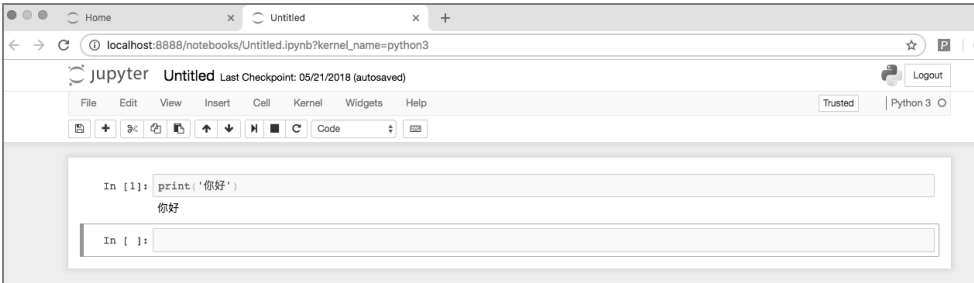 Home × Untitled × +
localhost:8888/notebooks/Untitled.ipynb?kernel_name=python3 P
jupyter Untitled Last Checkpoint: 05/21/2018 (autosaved) Logout
File Edit View Insert Cell Kernel Widgets Help Trusted Python 3
Code
In [1]: print('你好')
你好
In [ ]: